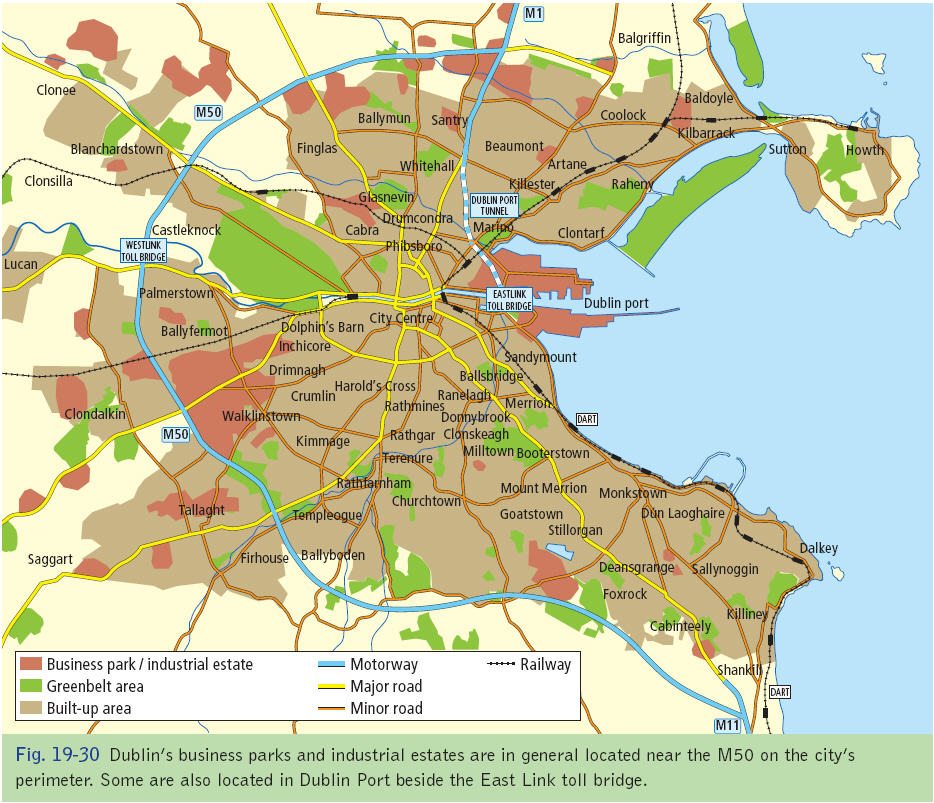 M1
Balgriffin
Clonee
M50
Baldoyle
Coolock
Ballymun
Santry
Kilbarrack
Finglas
Beaumont
Blanchardstown
Sutton
Howth
Whitehall
Artane
Clonsilla
Killester
Raheny
Glasnevin
DUBLIN PORT
TUNNEL
Drumcondra
Marino
Castleknock
Cabra
Clontarf
Phibsboro
WESTLINK
TOLL BRIDGE
Lucan
Palmerstown
EASTLINK
TOLL BRIDGE
Dublin port
City Centre
Ballyfermot
Dolphin's Barn
Inchicore
Sandymount
Drimnagh
Ballsbridge
Harold's Cross
Crumlin
Ranelagh
Rathmines
Merrion
Clondalkin
Walklinstown
Donnybrook
DART
M50
Rathgar
Clonskeagh
Kimmage
Milltown
Booterstown
Terenure
Rathfarnham
Mount Merrion
Monkstown
Churchtown
Tallaght
Templeogue
Goatstown
Dún Laoghaire
Stillorgan
Dalkey
Saggart
Firhouse
Ballyboden
Deansgrange
Sallynoggin
Foxrock
Killiney
Cabinteely
Shankill
DART
M11
Business park / industrial estate
Motorway
Railway
Greenbelt area
Major road
Built-up area
Minor road
Fig. 19-30 Dublin's business parks and industrial estates are in general located near the M50 on the city's
perimeter. Some are also located in Dublin Port beside the East Link toll bridge.